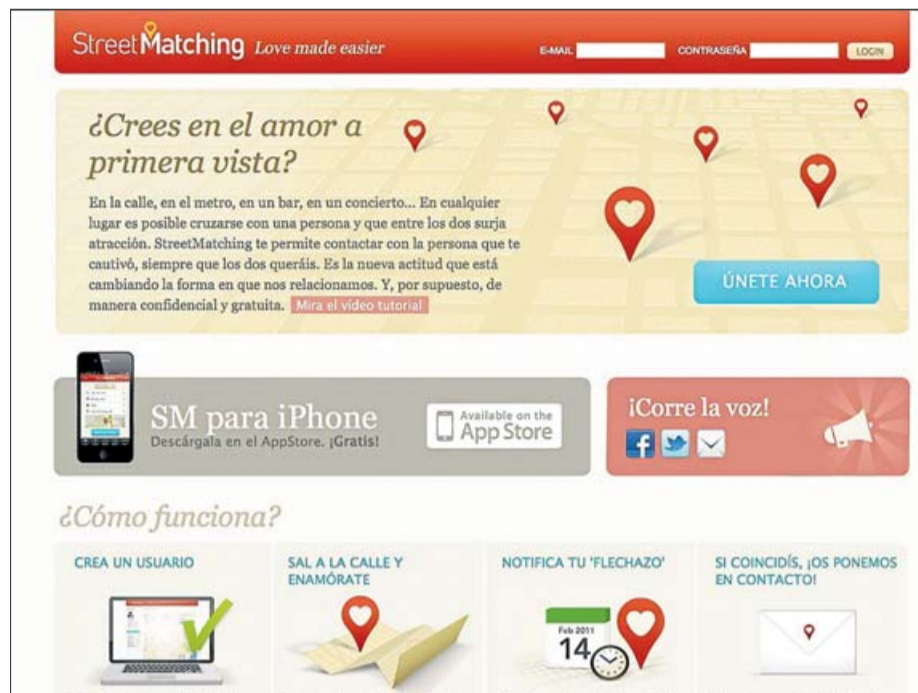 StreetMatching Love made easier
E-MAIL CONTRASEÑA LOGIN
¿Crees en el amor a
primera vista?
En la calle, en el metro, en un bar, en un concierto... En cualquier
lugar es posible cruzarse con una persona y que entre los dos surja
atracción. StreetMatching te permite contactar con la persona que te
cautivó, siempre que los dos queráis. Es la nueva actitud que está
cambiando la forma en que nos relacionamos. Y, por supuesto, de
manera confidencial y gratuita. Mira el vídeo tutorial
ÚNETE AHORA
SM para iPhone
Descárgala en el AppStore. ¡Gratis!
Available on the
App Store
¡Corre la voz!
¿Cómo funciona?
CREA UN USUARIO
SAL A LA CALLE Y
ENAMÓRATE
NOTIFICA TU 'FLECHAZO'
Feb 2011
14
SI COINCIDÍS, ¡OS PONEMOS
EN CONTACTO!